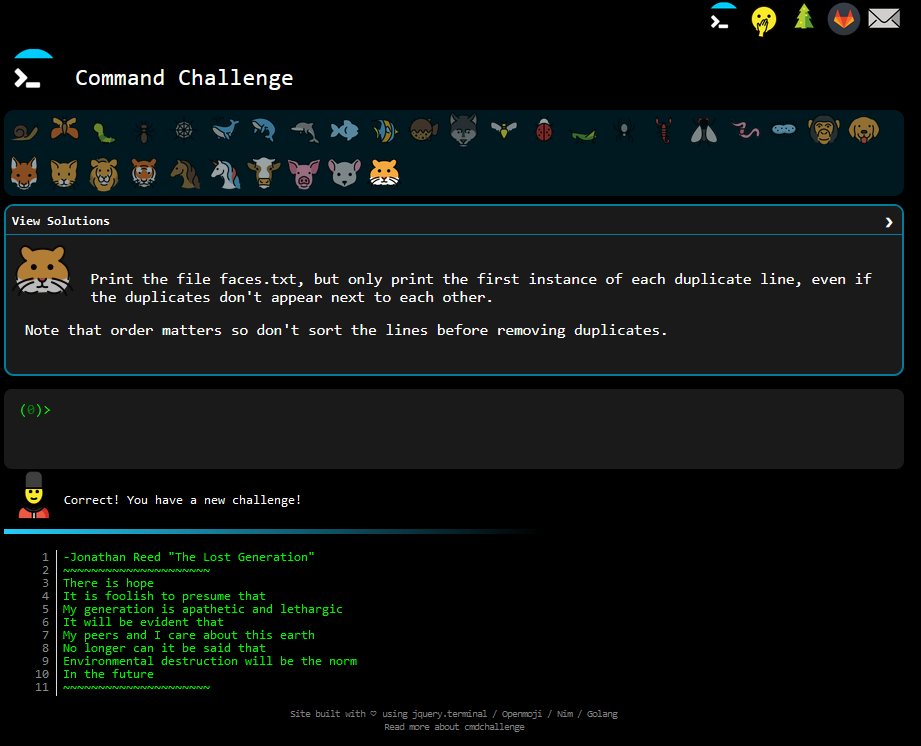 Command Challenge
View Solutions
Print the file faces.txt, but only print the first instance of each duplicate line, even if
the duplicates don't appear next to each other.
Note that order matters so don't sort the lines before removing duplicates.
(0)>
Correct! You have a new challenge!
1 -Jonathan Reed "The Lost Generation"
2 ~~~~~~~~~~~~~~~~~~~~~
3 There is hope
4 It is foolish to presume that
5 My generation is apathetic and lethargic
6 It will be evident that
7 My peers and I care about this earth
8 No longer can it be said that
9 Environmental destruction will be the norm
10 In the future
11 ~~~~~~~~~~~~~~~~~~~~~
Site built with ♡ using jquery.terminal / Openmoji / Nim / Golang
Read more about cmdchallenge